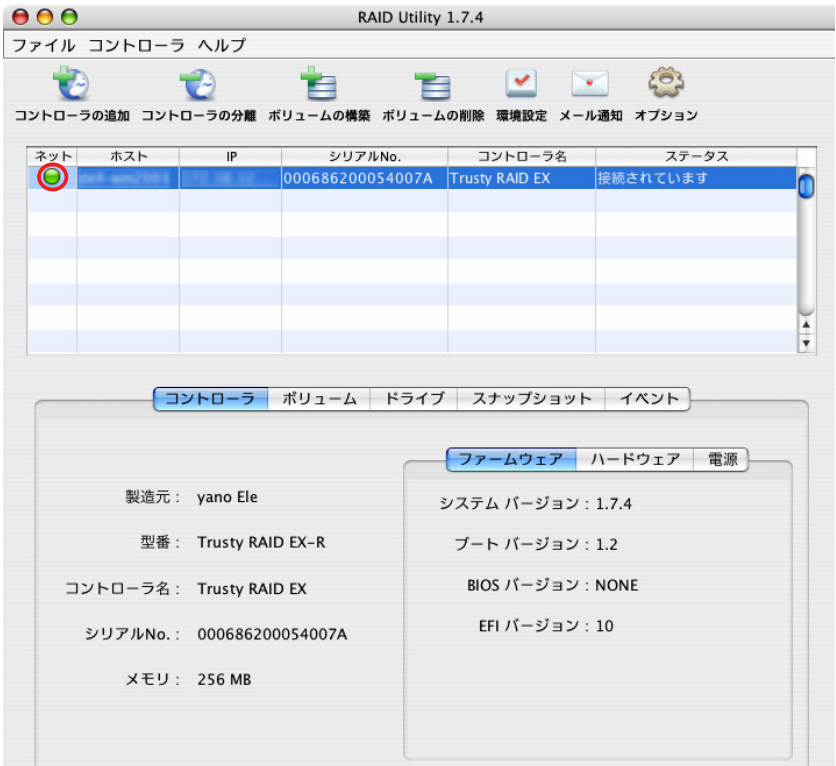 RAID Utility 1.7.4
ファイル コントローラ ヘルプ
コントローラの追加 コントローラの分離 ボリュームの構築 ボリュームの削除 環境設定 メール通知 オプション
ネット ホスト IP シリアルNo. コントローラ名 ステータス
000686200054007A Trusty RAID EX 接続されています
コントローラ ボリューム ドライブ スナップショット イベント
ファームウェア ハードウェア 電源
製造元 : yano Ele
システム バージョン : 1.7.4
型番 : Trusty RAID EX-R
ブート バージョン : 1.2
コントローラ名 : Trusty RAID EX
BIOS バージョン : NONE
シリアルNo. : 000686200054007A
EFI バージョン : 10
メモリ : 256 MB